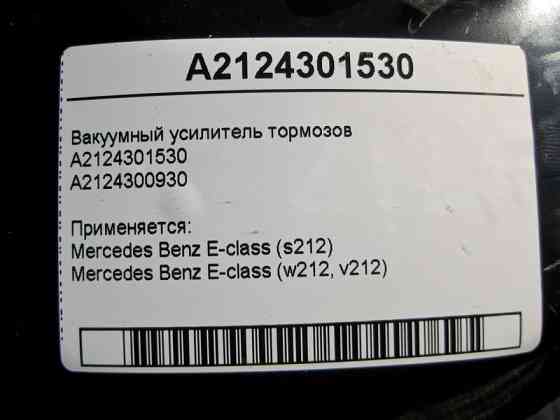 A2124301530
Вакуумный усилитель тормозов
A2124301530
A2124300930
Применяется:
Mercedes Benz E-class (s212)
Mercedes Benz E-class (w212, v212)